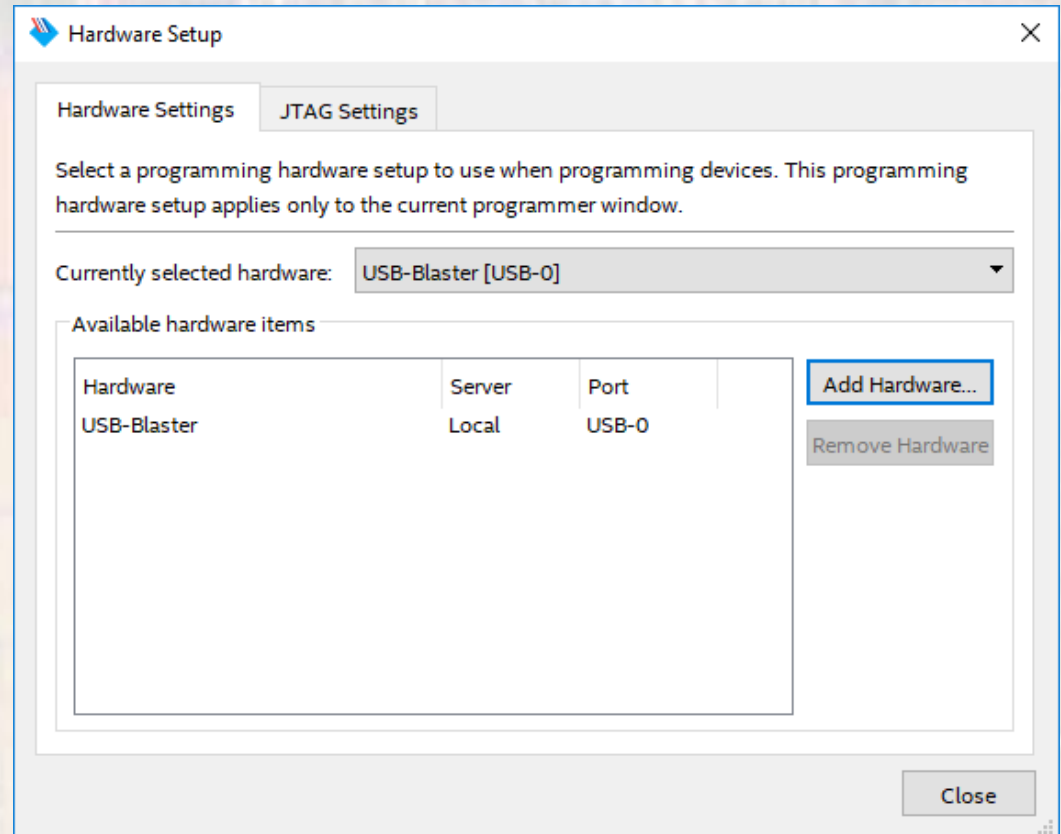 Hardware Setup
Hardware Settings
JTAG Settings
Select a programming hardware setup to use when programming devices. This programming
hardware setup applies only to the current programmer window.
Currently selected hardware: USB-Blaster [USB-0]
Available hardware items
Hardware Server Port
USB-Blaster Local USB-0
Add Hardware...
Remove Hardware
Close